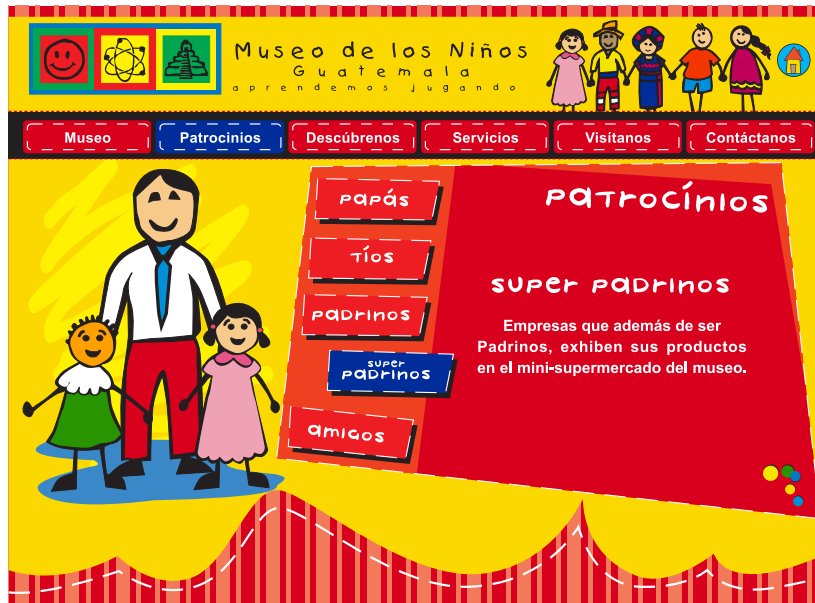 Museo de los Niños
Guatemala
aprendemos jugando
Museo
Patrocinios
Descúbrenos
Servicios
Visítanos
Contáctanos
papás
tíos
padrinos
super
padrinos
amigos
Patrocínios
super padrinos
Empresas que además de ser
Padrinos, exhiben sus productos
en el mini-supermercado del museo.